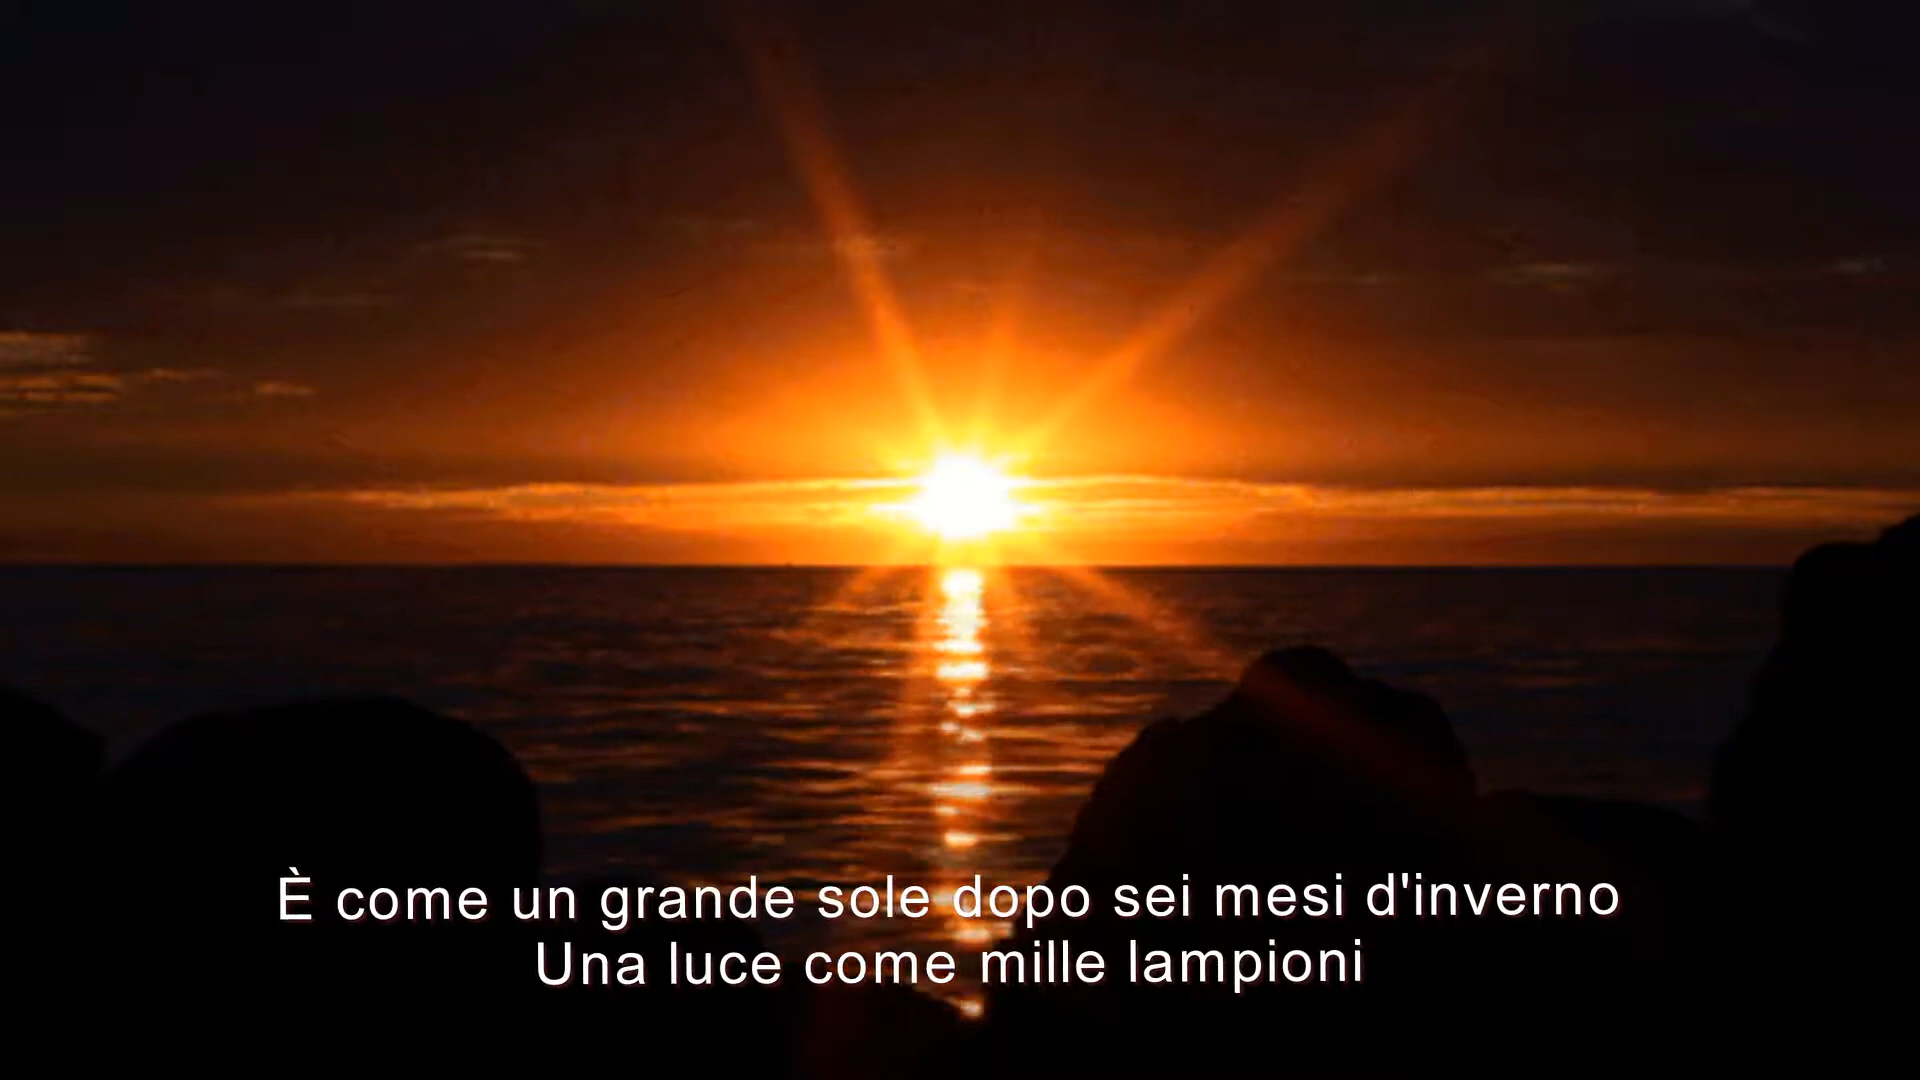 È come un grande sole dopo sei mesi d'inverno
Una luce come mille lampioni